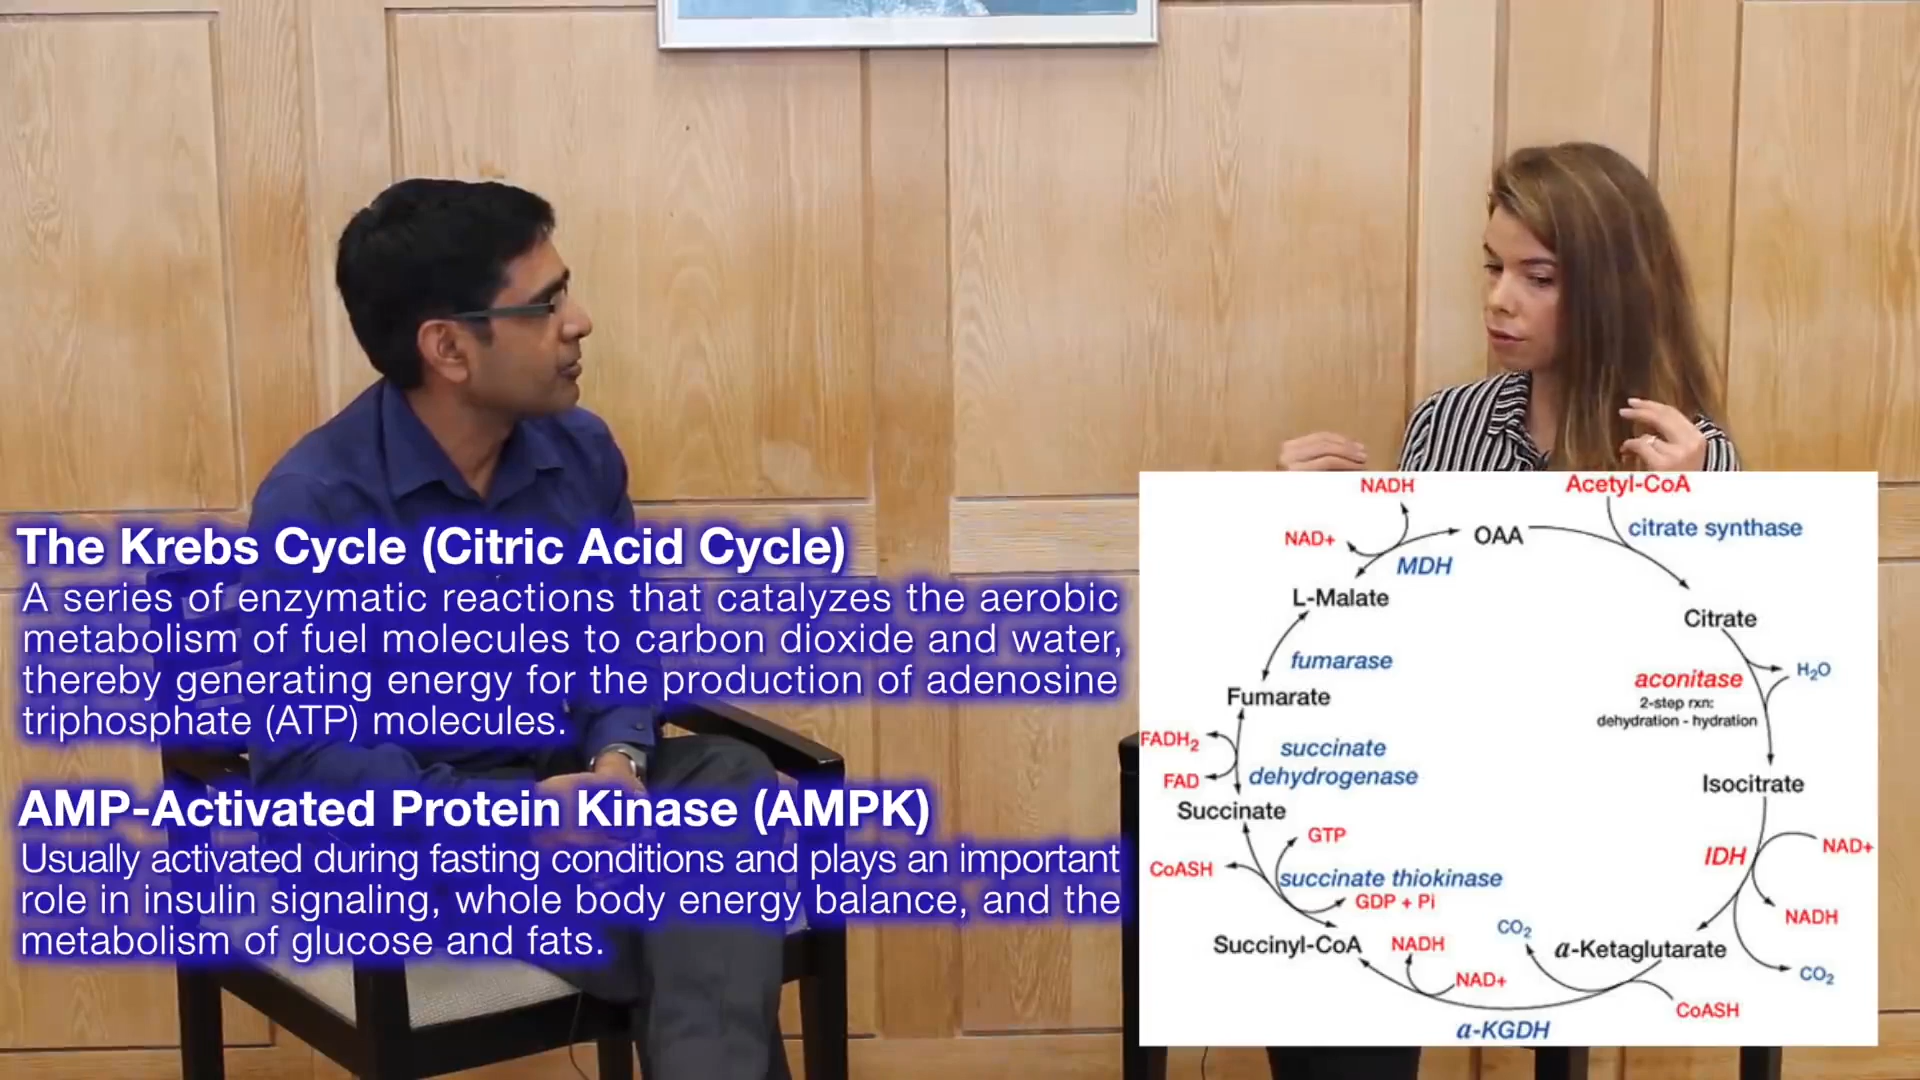 The Krebs Cycle (Citric Acid Cycle)
A series of enzymatic reactions that catalyzes the aerobic
metabolism of fuel molecules to carbon dioxide and water,
thereby generating energy for the production of adenosine
triphosphate (ATP) molecules.
AMP-Activated Protein Kinase (AMPK)
Usually activated during fasting conditions and plays an important
role in insulin signaling, whole body energy balance, and the
metabolism of glucose and fats.
NADH
Acetyl-CoA
NAD+
OAA
citrate synthase
MDH
L-Malate
Citrate
fumarase
H₂O
aconitase
2-step rxn:
dehydration - hydration
Fumarate
FADH₂
succinate
dehydrogenase
FAD
Succinate
Isocitrate
GTP
IDH
NAD+
CoASH
succinate thiokinase
GDP + Pi
NADH
CO₂
Succinyl-CoA
NADH
α-Ketaglutarate
NAD+
CO₂
CoASH
α-KGDH